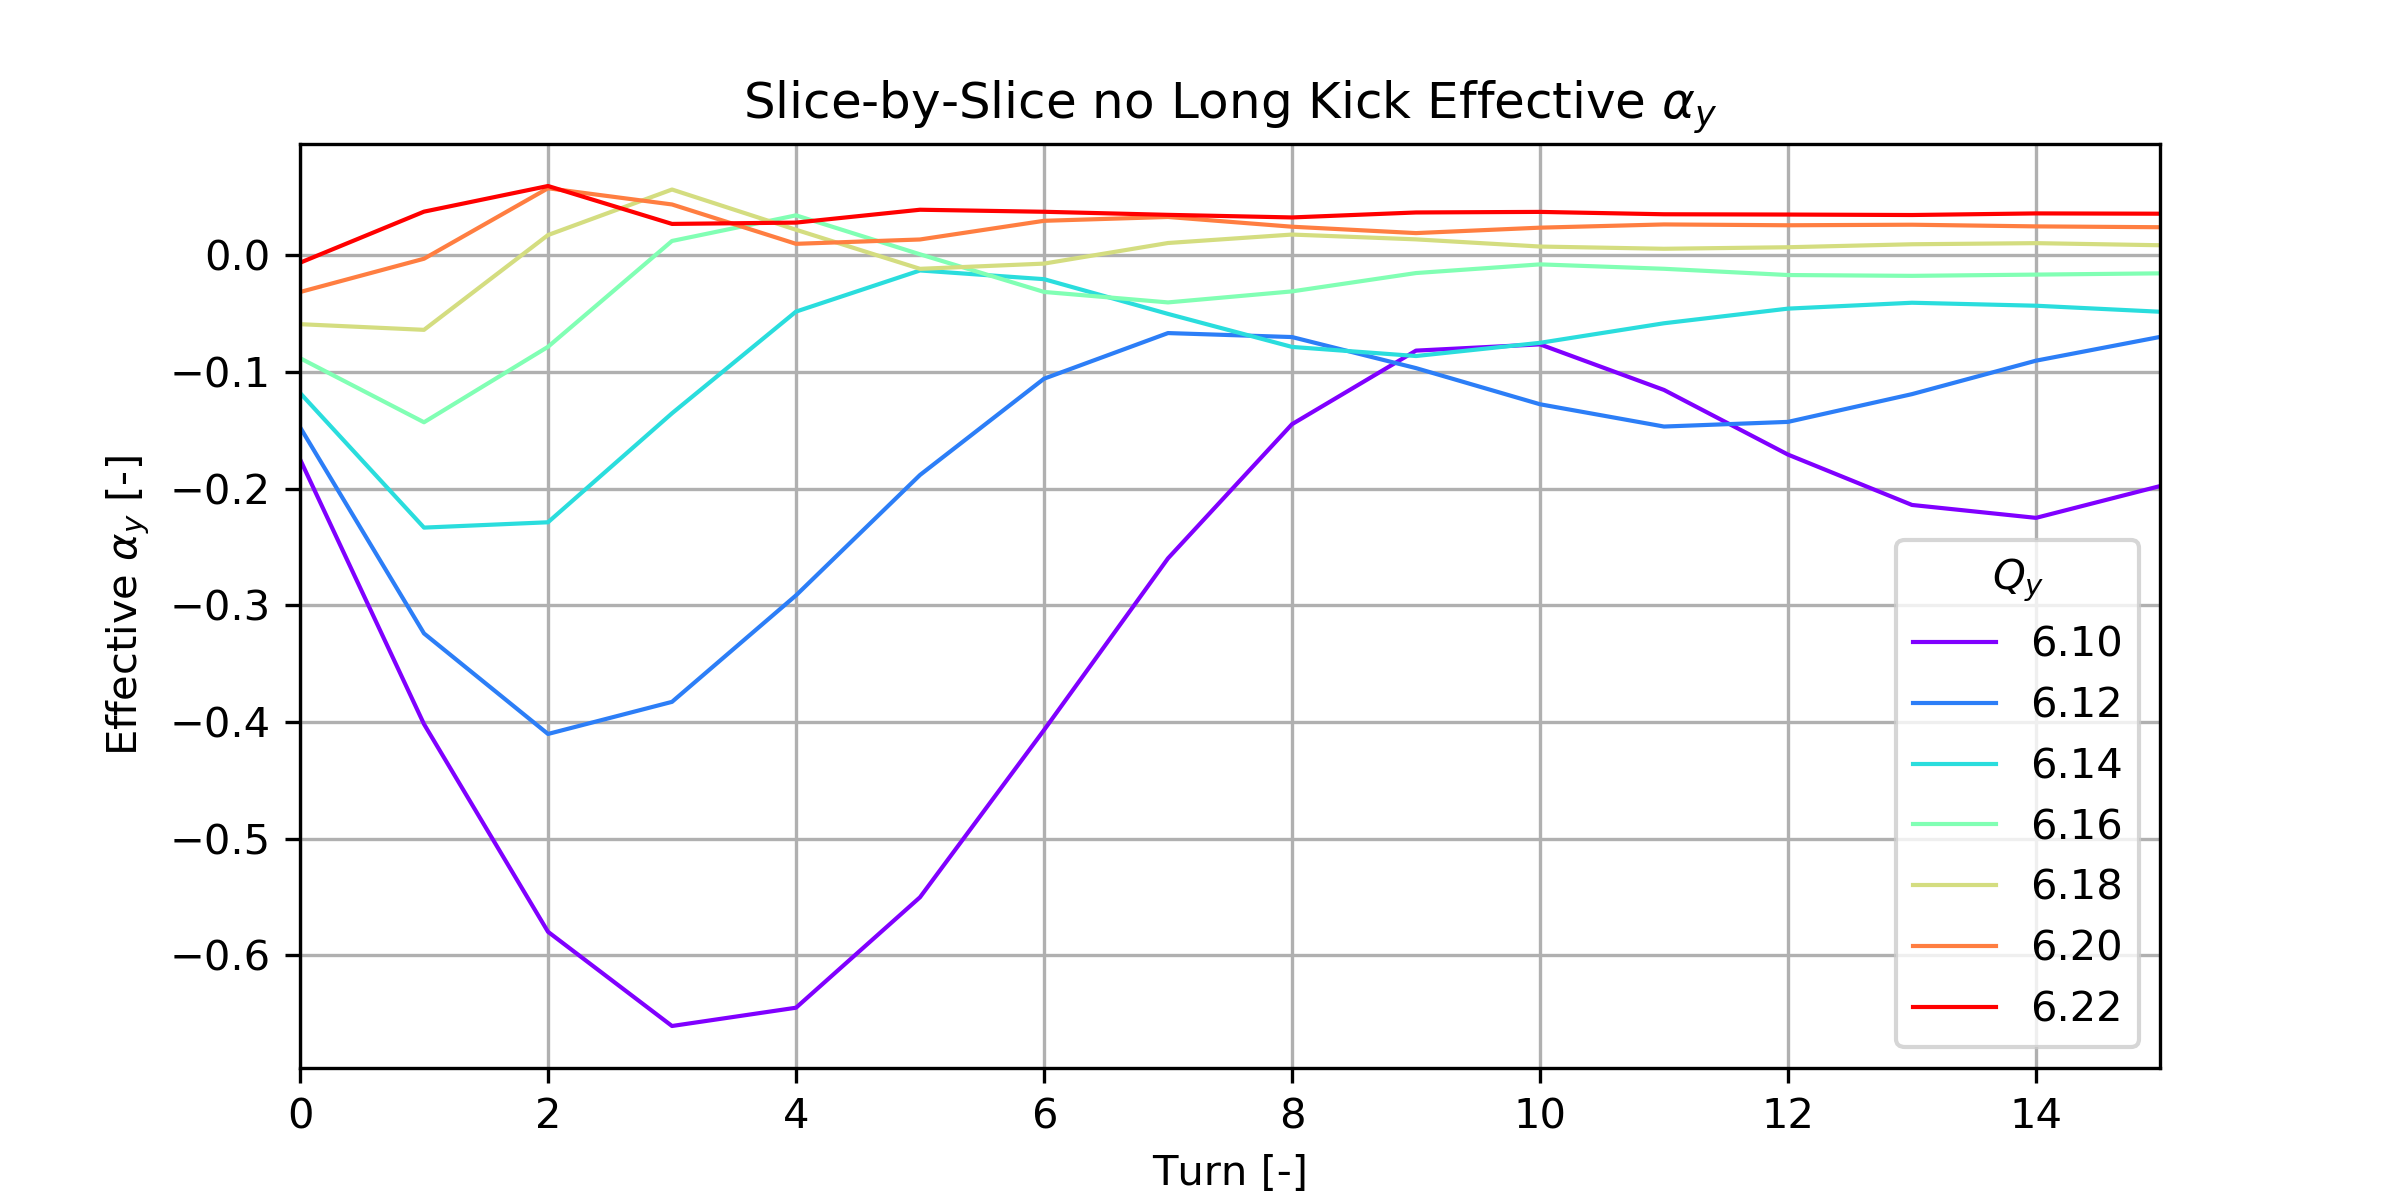 Slice-by-Slice no Long Kick Effective αy
Effective αy [-]
0.0
−0.1
−0.2
−0.3
−0.4
−0.5
−0.6
Qy
6.10
6.12
6.14
6.16
6.18
6.20
6.22
0 2 4 6 8 10 12 14
Turn [-]